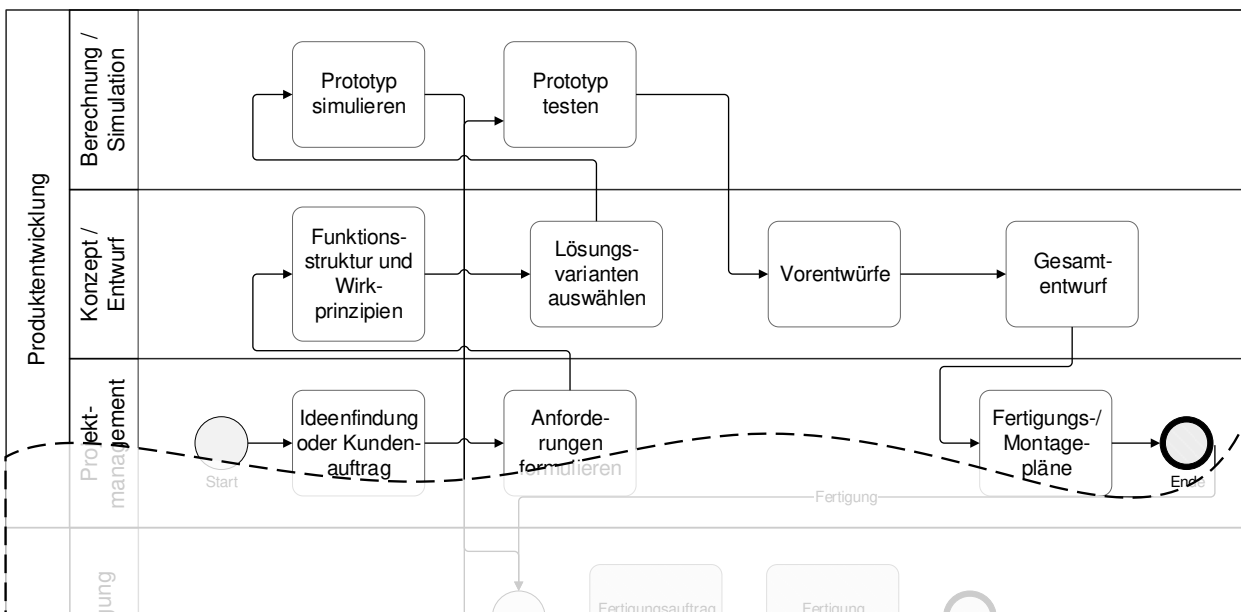 Produktentwicklung
Berechnung /
Simulation
Prototyp
simulieren
Prototyp
testen
Konzept /
Entwurf
Funktions-
struktur und
Wirk-
prinzipien
Lösungs-
varianten
auswählen
Vorentwürfe
Gesamt-
entwurf
Projekt-
management
Start
Ideenfindung
oder Kunden-
auftrag
Anforde-
rungen
formulieren
Fertigungs-/
Montage-
pläne
Ende
Fertigung
gung
Fertigungsauftrag
Fertigung